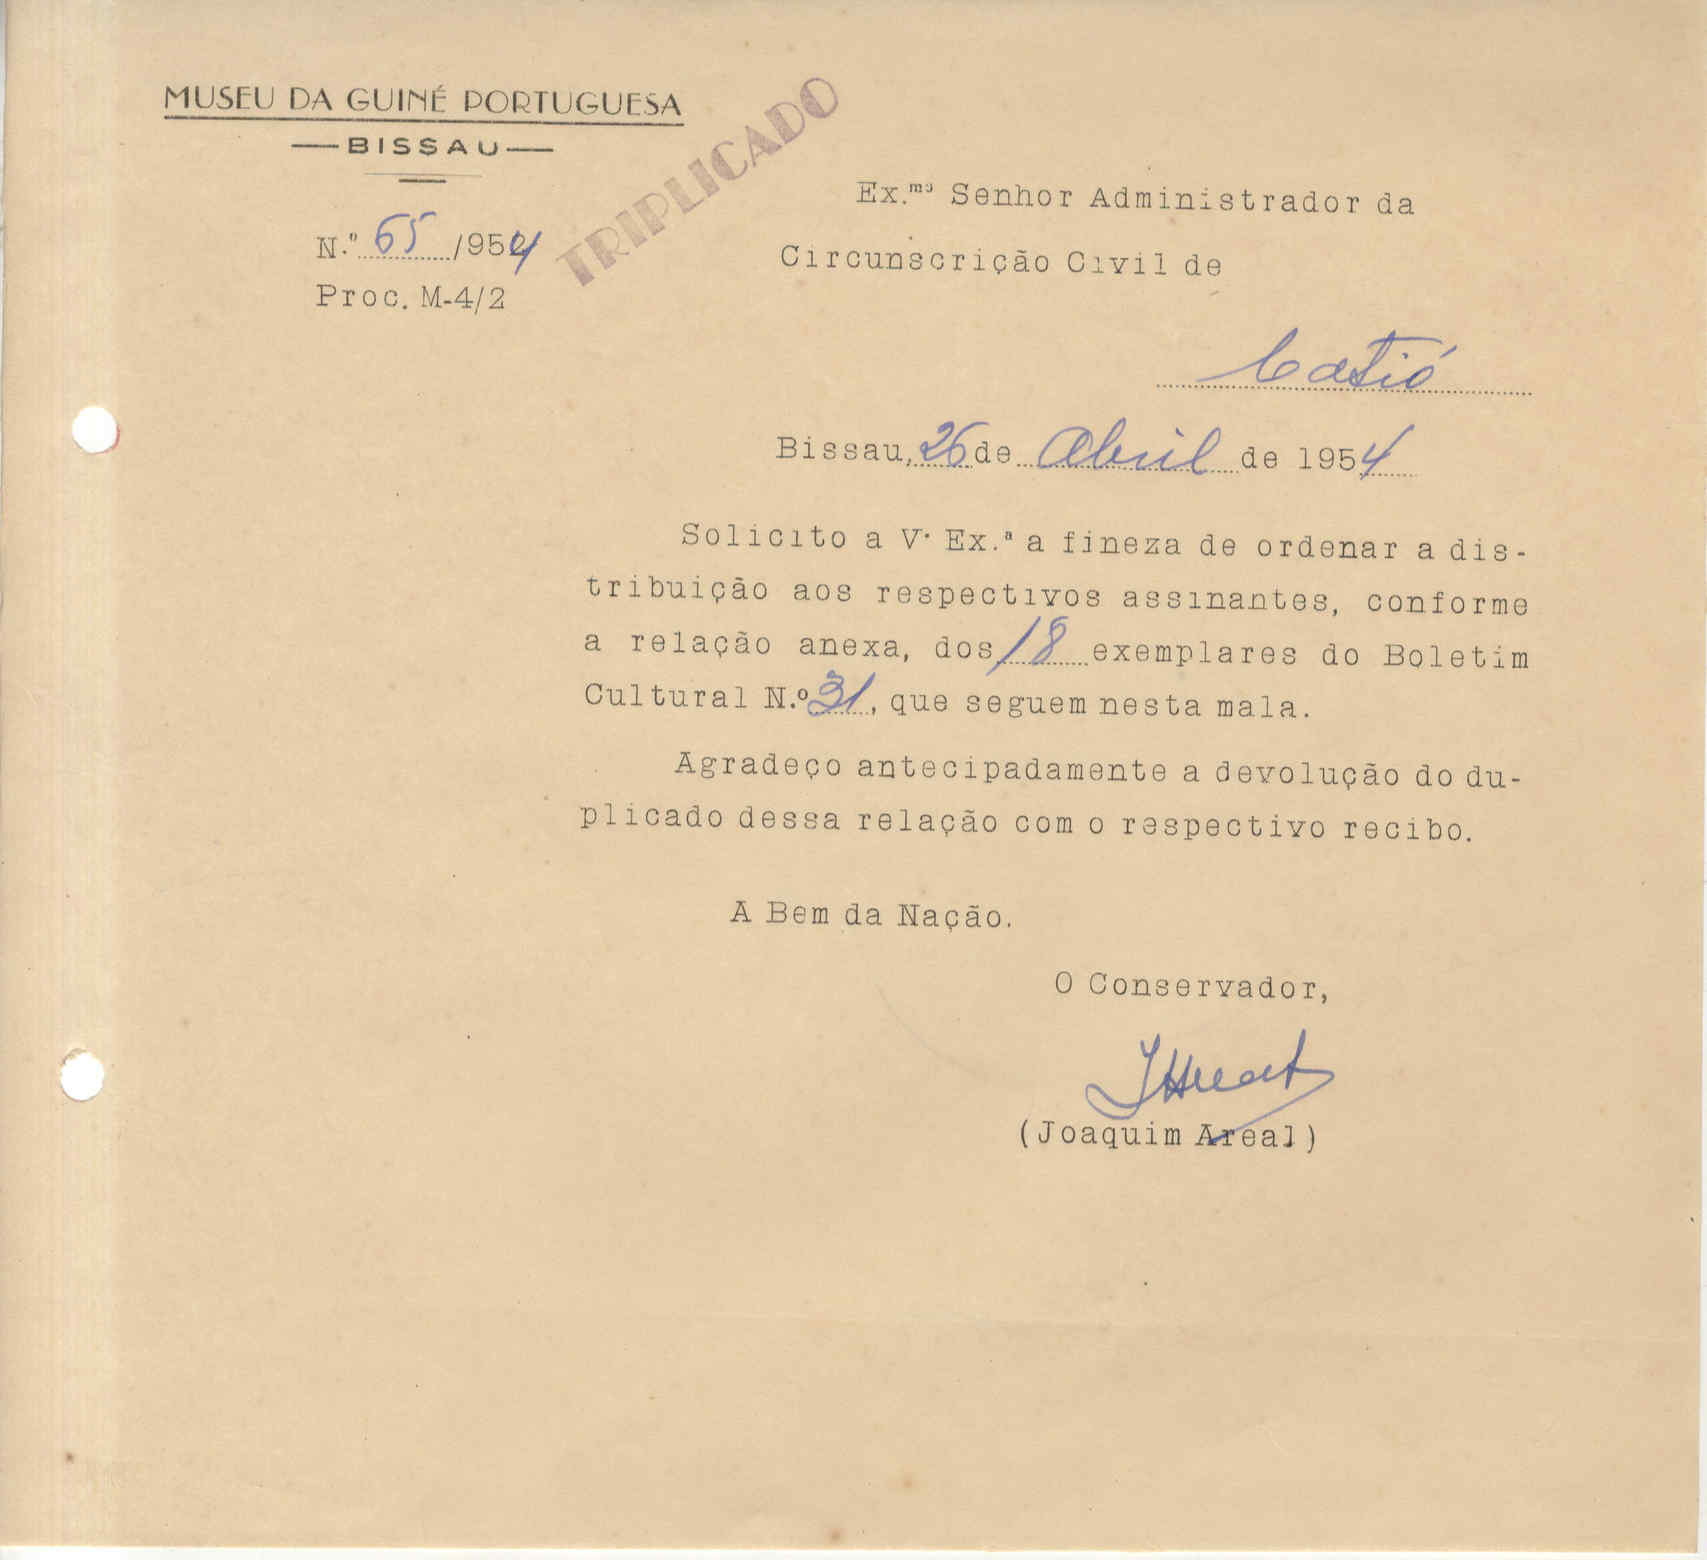 MUSEU DA GUINÉ PORTUGUESA
BISSAU
TRIPLICADO
N.º 65 /954
Proc. M-4/2
Ex.mo Senhor Administrador da
Circunscrição Civil de
Catió
Bissau, 26 de Abril de 1954
Solicito a V. Ex.ª a fineza de ordenar a dis-
tribuição aos respectivos assinantes, conforme
a relação anexa, dos 18 exemplares do Boletim
Cultural N.º 31, que seguem nesta mala.
Agradeço antecipadamente a devolução do du-
plicado dessa relação com o respectivo recibo.
A Bem da Nação.
O Conservador,
(Joaquim Areal)